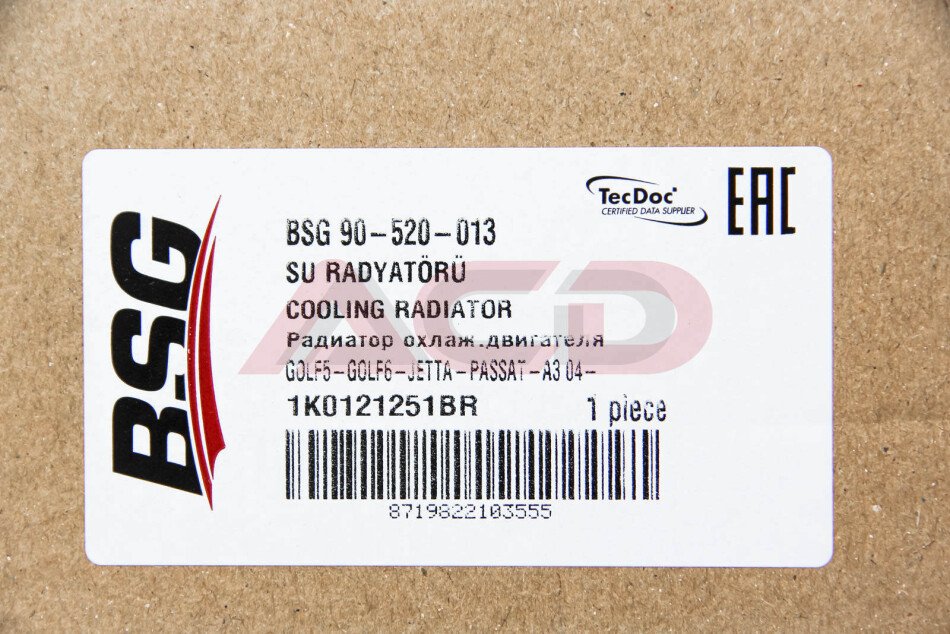 BSG
TecDoc
CERTIFIED DATA SUPPLIER
EAC
BSG 90-520-013
SU RADYATÖRÜ
COOLING RADIATOR
Радиатор охлаж.двигателя
GOLF5-GOLF6-JETTA-PASSAT-A3 04-
1K0121251BR 1 piece
8719822103555
ACD